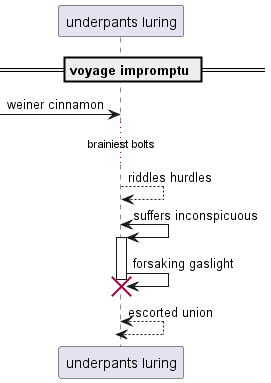 underpants luring
voyage impromptu
weiner cinnamon
brainiest bolts
riddles hurdles
suffers inconspicuous
forsaking gaslight
escorted union
underpants luring